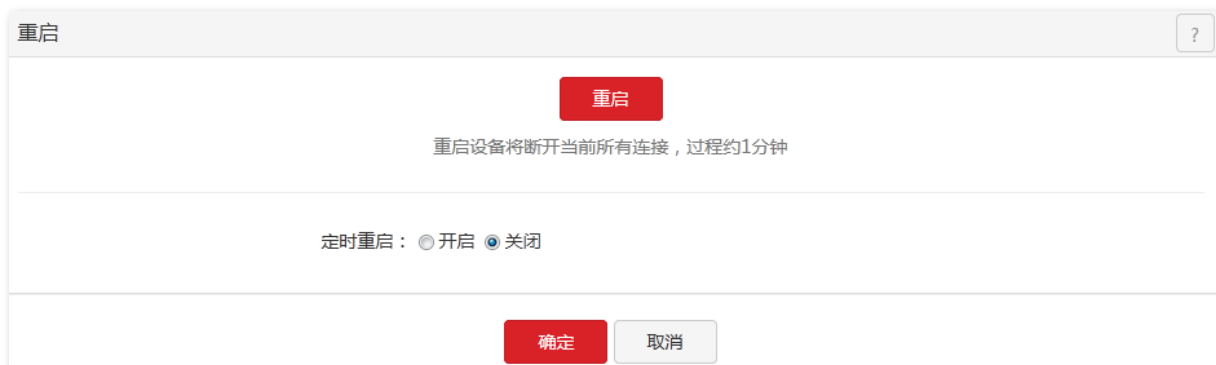 重启
?
重启
重启设备将断开当前所有连接，过程约1分钟
定时重启： 开启 关闭
确定 取消